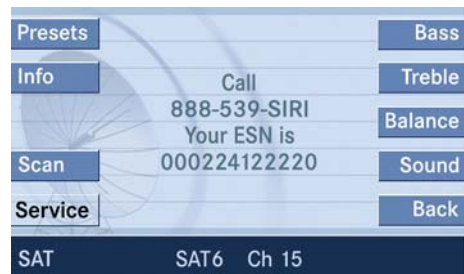 Presets
Bass
Info
Treble
Call
888-539-SIRI
Your ESN is
000224122220
Balance
Scan
Sound
Service
Back
SAT SAT6 Ch 15